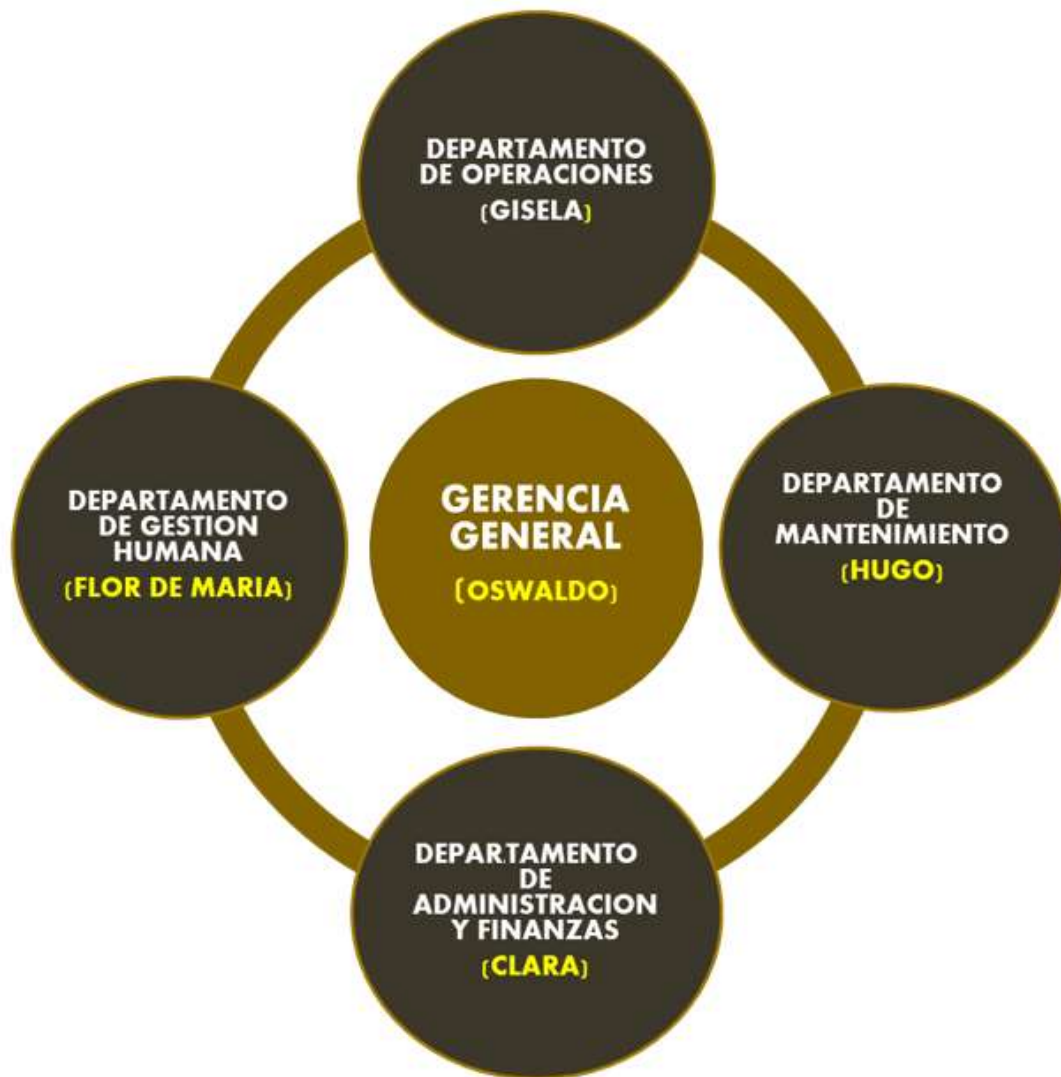 DEPARTAMENTO
DE OPERACIONES
(GISELA)
DEPARTAMENTO
DE GESTION
HUMANA
(FLOR DE MARIA)
GERENCIA
GENERAL
(OSWALDO)
DEPARTAMENTO
DE
MANTENIMIENTO
(HUGO)
DEPARTAMENTO
DE
ADMINISTRACION
Y FINANZAS
(CLARA)